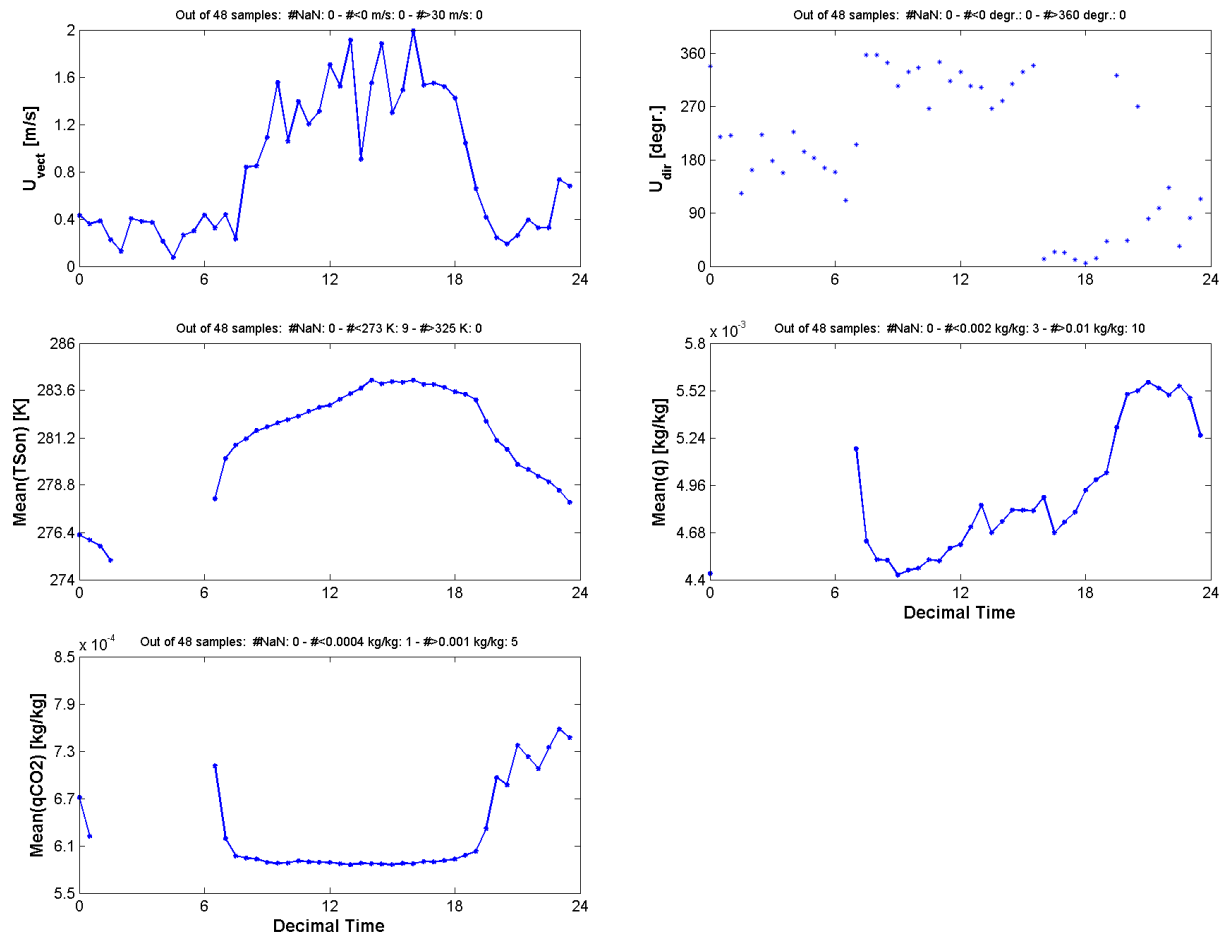 Out of 48 samples: #NaN: 0 - #<0 m/s: 0 - #>30 m/s: 0
2
1.6
1.2
0.8
0.4
0
U_vect [m/s]
0 6 12 18 24
Out of 48 samples: #NaN: 0 - #<0 degr.: 0 - #>360 degr.: 0
360
270
180
90
0
U_dir [degr.]
0 6 12 18 24
Out of 48 samples: #NaN: 0 - #<273 K: 9 - #>325 K: 0
286
283.6
281.2
278.8
276.4
274
Mean(TSon) [K]
0 6 12 18 24
Out of 48 samples: #NaN: 0 - #<0.002 kg/kg: 3 - #>0.01 kg/kg: 10
x 10^-3
5.8
5.52
5.24
4.96
4.68
4.4
Mean(q) [kg/kg]
0 6 12 18 24
Decimal Time
Out of 48 samples: #NaN: 0 - #<0.0004 kg/kg: 1 - #>0.001 kg/kg: 5
x 10^-4
8.5
7.9
7.3
6.7
6.1
5.5
Mean(qCO2) [kg/kg]
0 6 12 18 24
Decimal Time